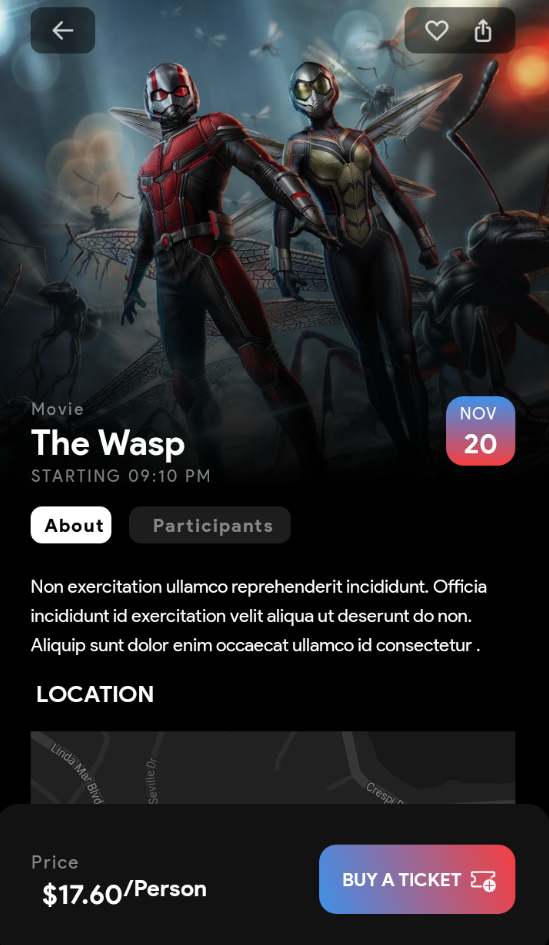 Movie
The Wasp
STARTING 09:10 PM
NOV
20
About
Participants
Non exercitation ullamco reprehenderit incididunt. Officia
incididunt id exercitation velit aliqua ut deserunt do non.
Aliquip sunt dolor enim occaecat ullamco id consectetur .
LOCATION
Linda Mar Blvd
Seville Dr
Crespi
Price
$17.60/Person
BUY A TICKET